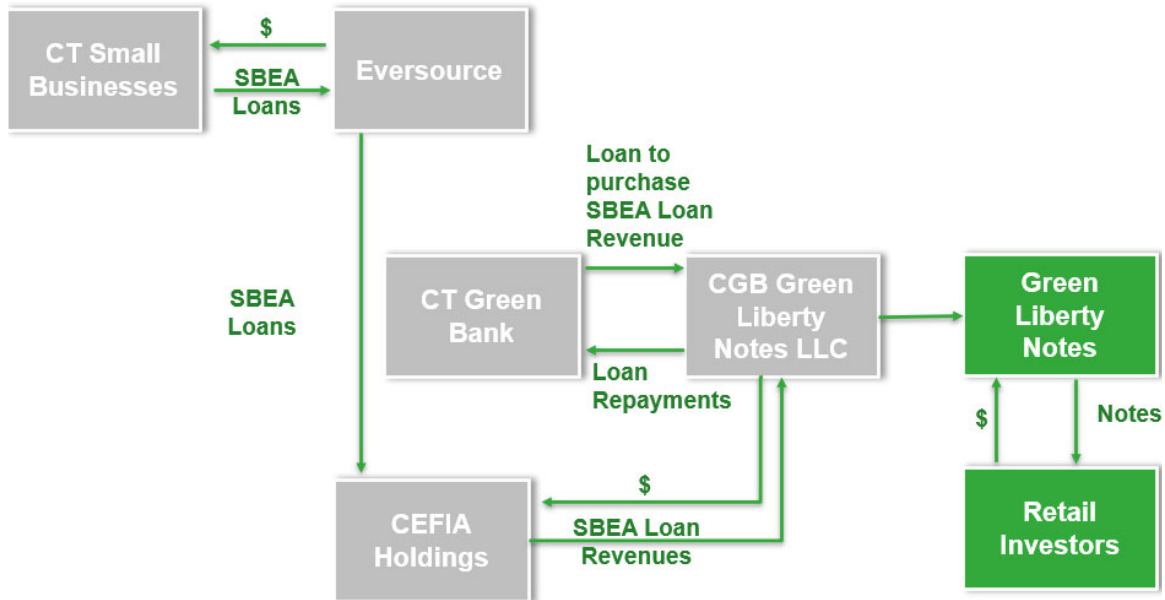 CT Small
Businesses
$
SBEA
Loans
Eversource
Loan to
purchase
SBEA Loan
Revenue
SBEA
Loans
CT Green
Bank
CGB Green
Liberty
Notes LLC
Green
Liberty
Notes
Loan
Repayments
$
Notes
CEFIA
Holdings
$
SBEA Loan
Revenues
Retail
Investors